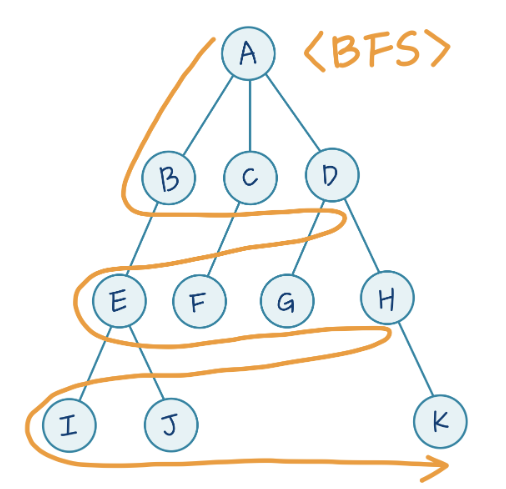 A <BFS>
B C D
E F G H
I J K